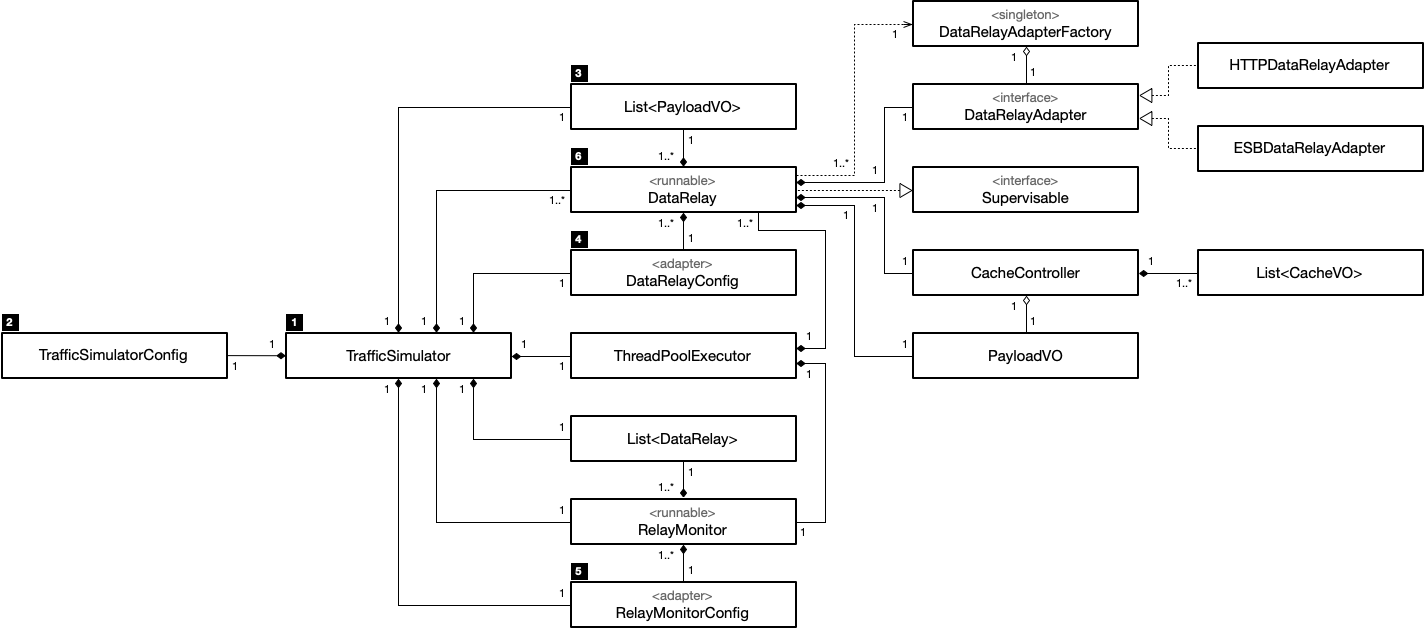 <singleton>
DataRelayAdapterFactory
1
1
1
HTTPDataRelayAdapter
3
List<PayloadVO>
1
1
1..*
<interface>
DataRelayAdapter
1
1..*
1
ESBDataRelayAdapter
6
<runnable>
DataRelay
1..*
<interface>
Supervisable
1
1
1..*
1..*
1
4
<adapter>
DataRelayConfig
1
CacheController
1
1
1..*
List<CacheVO>
2
TrafficSimulatorConfig
1
1
1
TrafficSimulator
1
1
1
1
1
ThreadPoolExecutor
1
1
1
1
1
PayloadVO
1
1
1
1
List<DataRelay>
1
1
1..*
1
<runnable>
RelayMonitor
1
1..*
1
5
<adapter>
RelayMonitorConfig
1